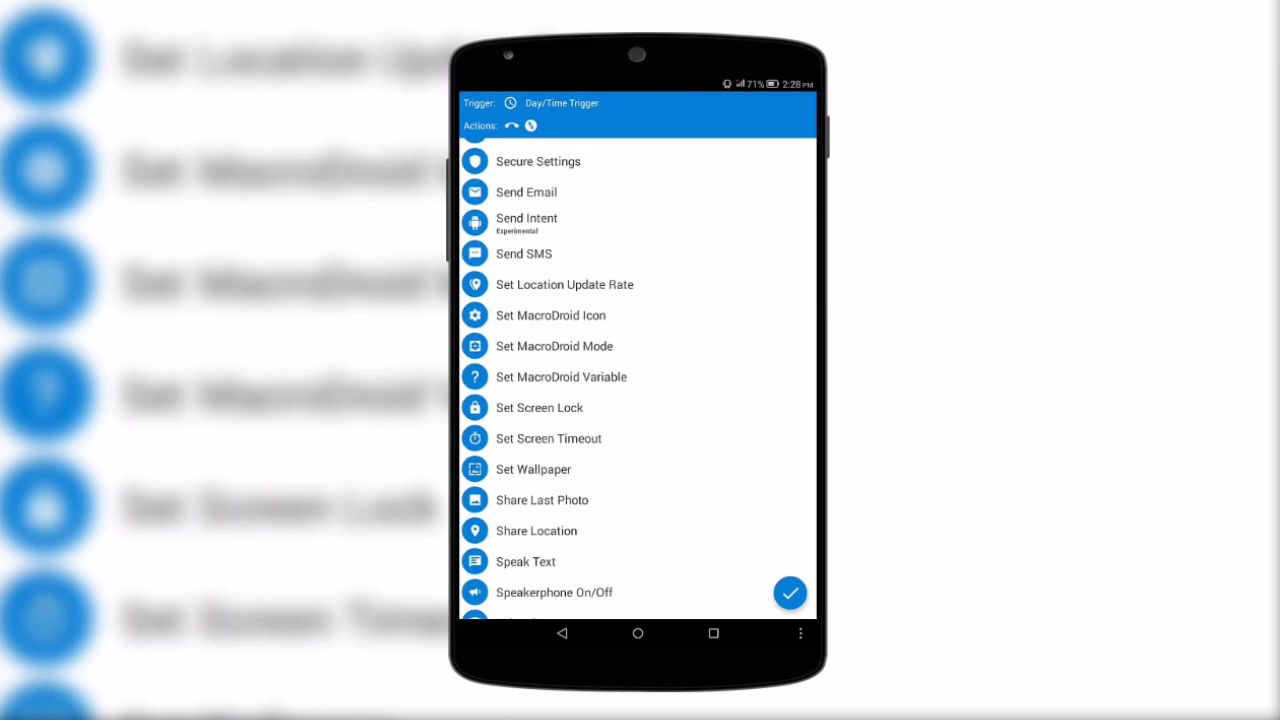 71% 2:28 PM
Trigger: Day/Time Trigger
Actions:
Secure Settings
Send Email
Send Intent
Experimental
Send SMS
Set Location Update Rate
Set MacroDroid Icon
Set MacroDroid Mode
? Set MacroDroid Variable
Set Screen Lock
Set Screen Timeout
Set Wallpaper
Share Last Photo
Share Location
Speak Text
Speakerphone On/Off